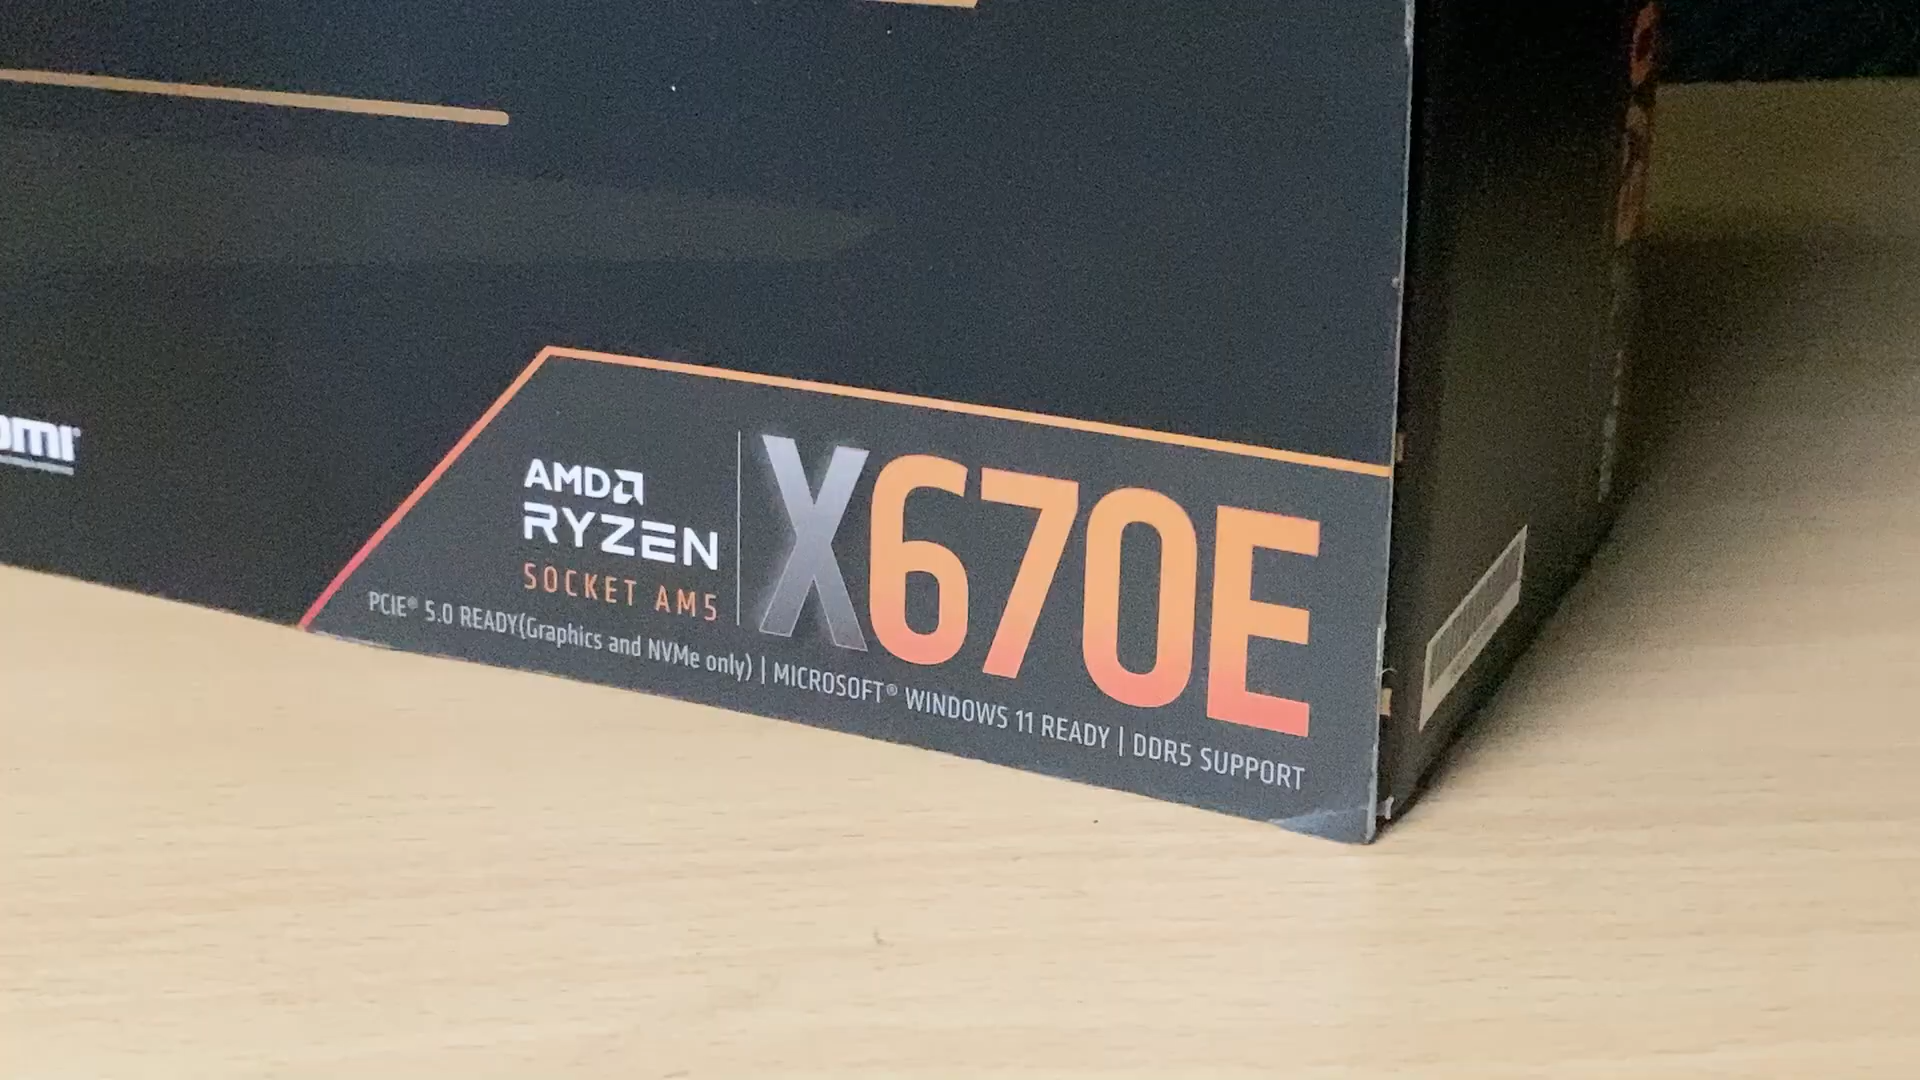 AMD
RYZEN
SOCKET AM5
X670E
PCIE® 5.0 READY(Graphics and NVMe only) | MICROSOFT® WINDOWS 11 READY | DDR5 SUPPORT